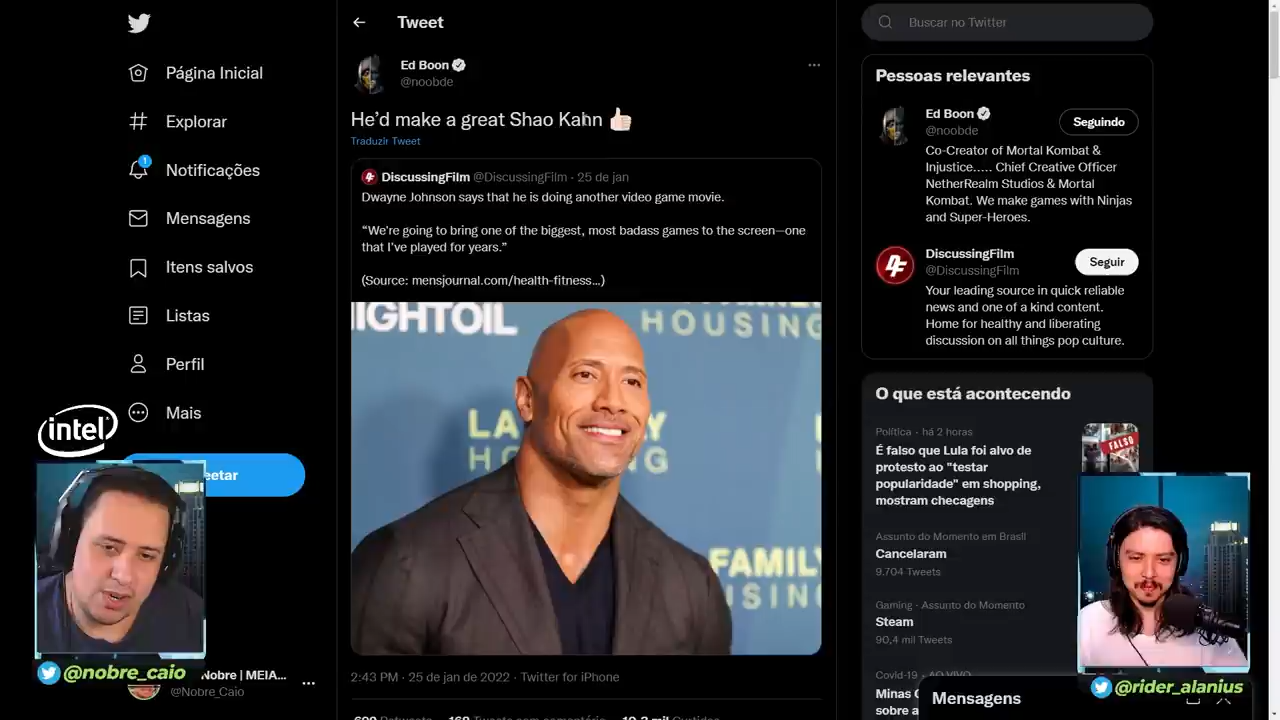 Página Inicial
Explorar
1
Notificações
Mensagens
Itens salvos
Listas
Perfil
Mais
intel
etar
@nobre_caio
Nobre | MEIA...
@Nobre_Caio
Tweet
Ed Boon
@noobde
He'd make a great Shao Kahn 👍🏻
Traduzir Tweet
DiscussingFilm @DiscussingFilm · 25 de jan
Dwayne Johnson says that he is doing another video game movie.
“We're going to bring one of the biggest, most badass games to the screen—one
that I've played for years.”
(Source: mensjournal.com/health-fitness…)
NIGHTOIL
HOUSING
FAMILY
2:43 PM · 25 de jan de 2022 · Twitter for iPhone
Buscar no Twitter
Pessoas relevantes
Ed Boon
@noobde
Seguindo
Co-Creator of Mortal Kombat &
Injustice..... Chief Creative Officer
NetherRealm Studios & Mortal
Kombat. We make games with Ninjas
and Super-Heroes.
DiscussingFilm
@DiscussingFilm
Seguir
Your leading source in quick reliable
news and one of a kind content.
Home for healthy and liberating
discussion on all things pop culture.
O que está acontecendo
Política · há 2 horas
É falso que Lula foi alvo de
protesto ao "testar
popularidade" em shopping,
mostram checagens
FALSO
Assunto do Momento em Brasil
Cancelaram
9.704 Tweets
Gaming · Assunto do Momento
Steam
90,4 mil Tweets
Covid-19 · AO VIVO
Minas
sobre a
Mensagens
@rider_alanius